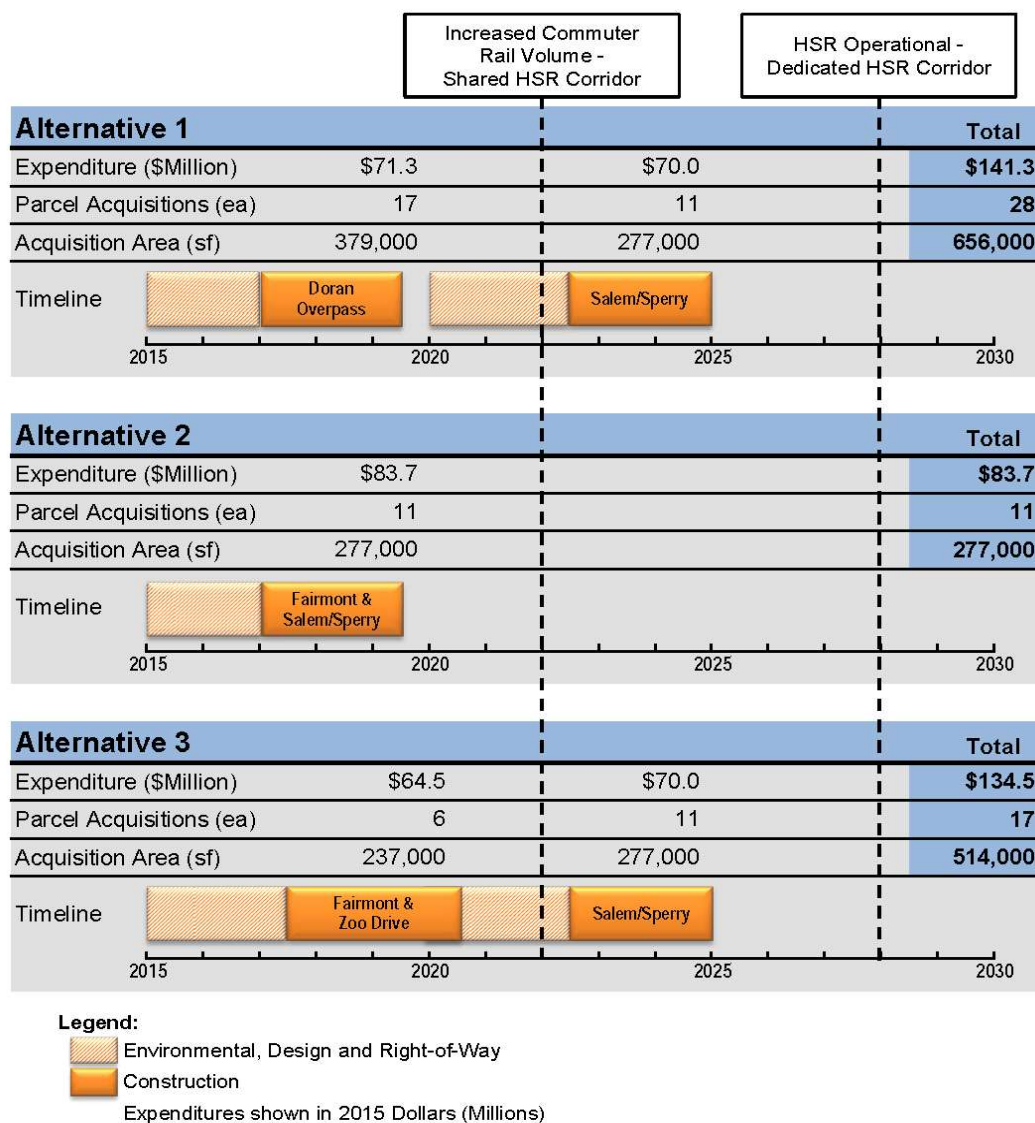 Increased Commuter
Rail Volume -
Shared HSR Corridor
HSR Operational -
Dedicated HSR Corridor
Alternative 1 Total
Expenditure ($Million) $71.3 $70.0 $141.3
Parcel Acquisitions (ea) 17 11 28
Acquisition Area (sf) 379,000 277,000 656,000
Timeline
Doran
Overpass
Salem/Sperry
2015 2020 2025 2030
Alternative 2 Total
Expenditure ($Million) $83.7 $83.7
Parcel Acquisitions (ea) 11 11
Acquisition Area (sf) 277,000 277,000
Timeline
Fairmont &
Salem/Sperry
2015 2020 2025 2030
Alternative 3 Total
Expenditure ($Million) $64.5 $70.0 $134.5
Parcel Acquisitions (ea) 6 11 17
Acquisition Area (sf) 237,000 277,000 514,000
Timeline
Fairmont &
Zoo Drive
Salem/Sperry
2015 2020 2025 2030
Legend:
Environmental, Design and Right-of-Way
Construction
Expenditures shown in 2015 Dollars (Millions)